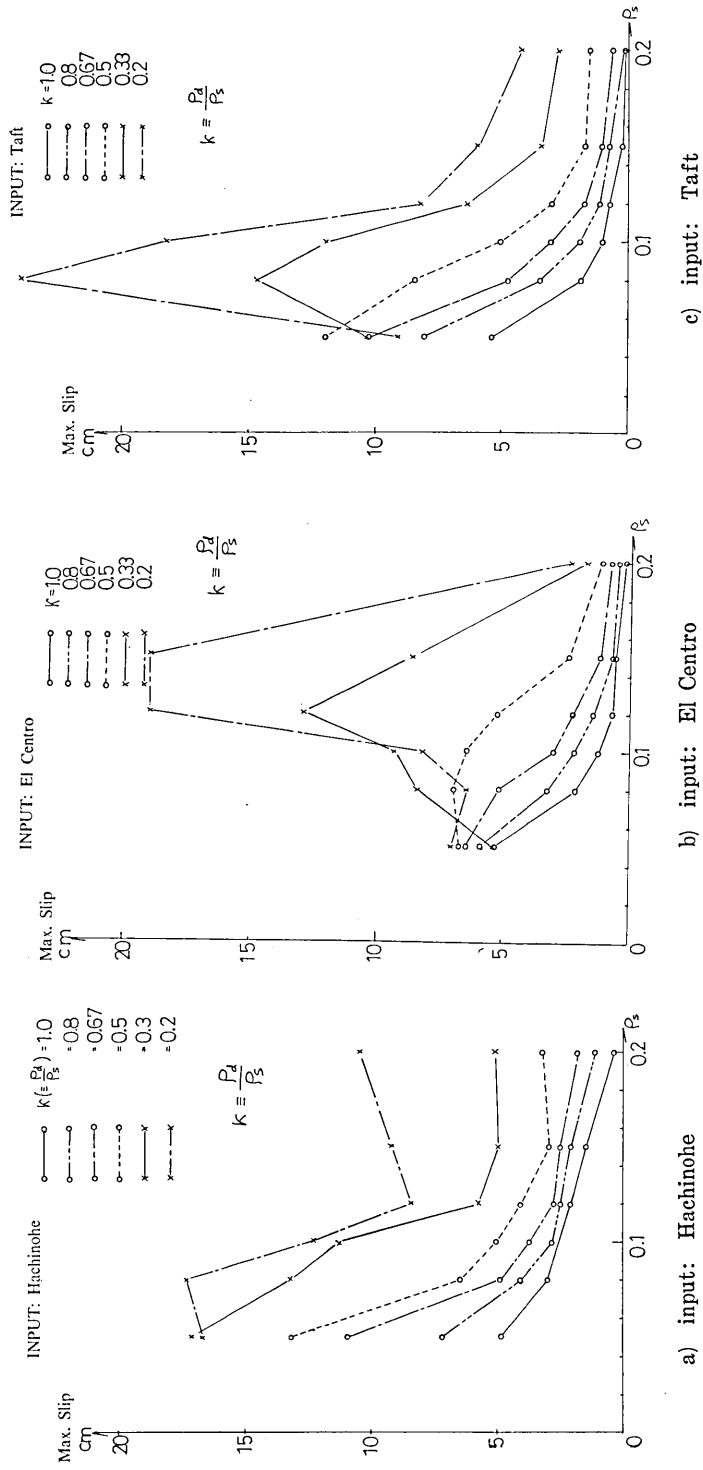 INPUT: Hachinohe
k(≡ρd/ρs) = 1.0
= 0.8
= 0.67
= 0.5
= 0.3
= 0.2
k ≡ ρd/ρs
Max. Slip
cm
20
15
10
5
0
0.1
0.2
ρs
a) input: Hachinohe
INPUT: El Centro
k = 1.0
0.8
0.67
0.5
0.33
0.2
k ≡ ρd/ρs
Max. Slip
cm
20
15
10
5
0
0.1
0.2
ρs
b) input: El Centro
INPUT: Taft
k = 1.0
0.8
0.67
0.5
0.33
0.2
k ≡ ρd/ρs
Max. Slip
cm
20
15
10
5
0
0.1
0.2
ρs
c) input: Taft